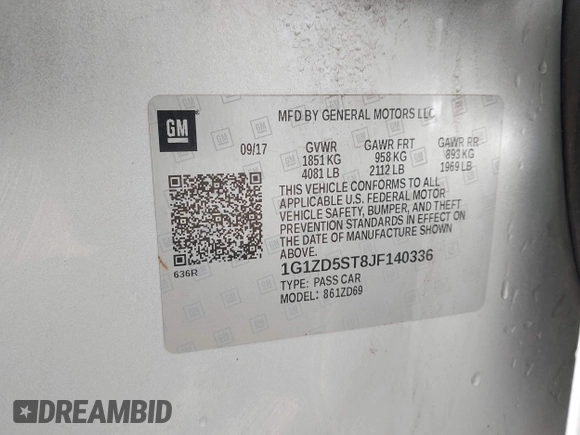 GM
MFD BY GENERAL MOTORS LLC
09/17 GVWR GAWR FRT GAWR RR
1851 KG 958 KG 893 KG
4081 LB 2112 LB 1969 LB
THIS VEHICLE CONFORMS TO ALL
APPLICABLE U.S. FEDERAL MOTOR
VEHICLE SAFETY, BUMPER, AND THEFT
PREVENTION STANDARDS IN EFFECT ON
THE DATE OF MANUFACTURE SHOWN
ABOVE.
636R
1G1ZD5ST8JF140336
TYPE: PASS CAR
MODEL: 861ZD69
DREAMBID